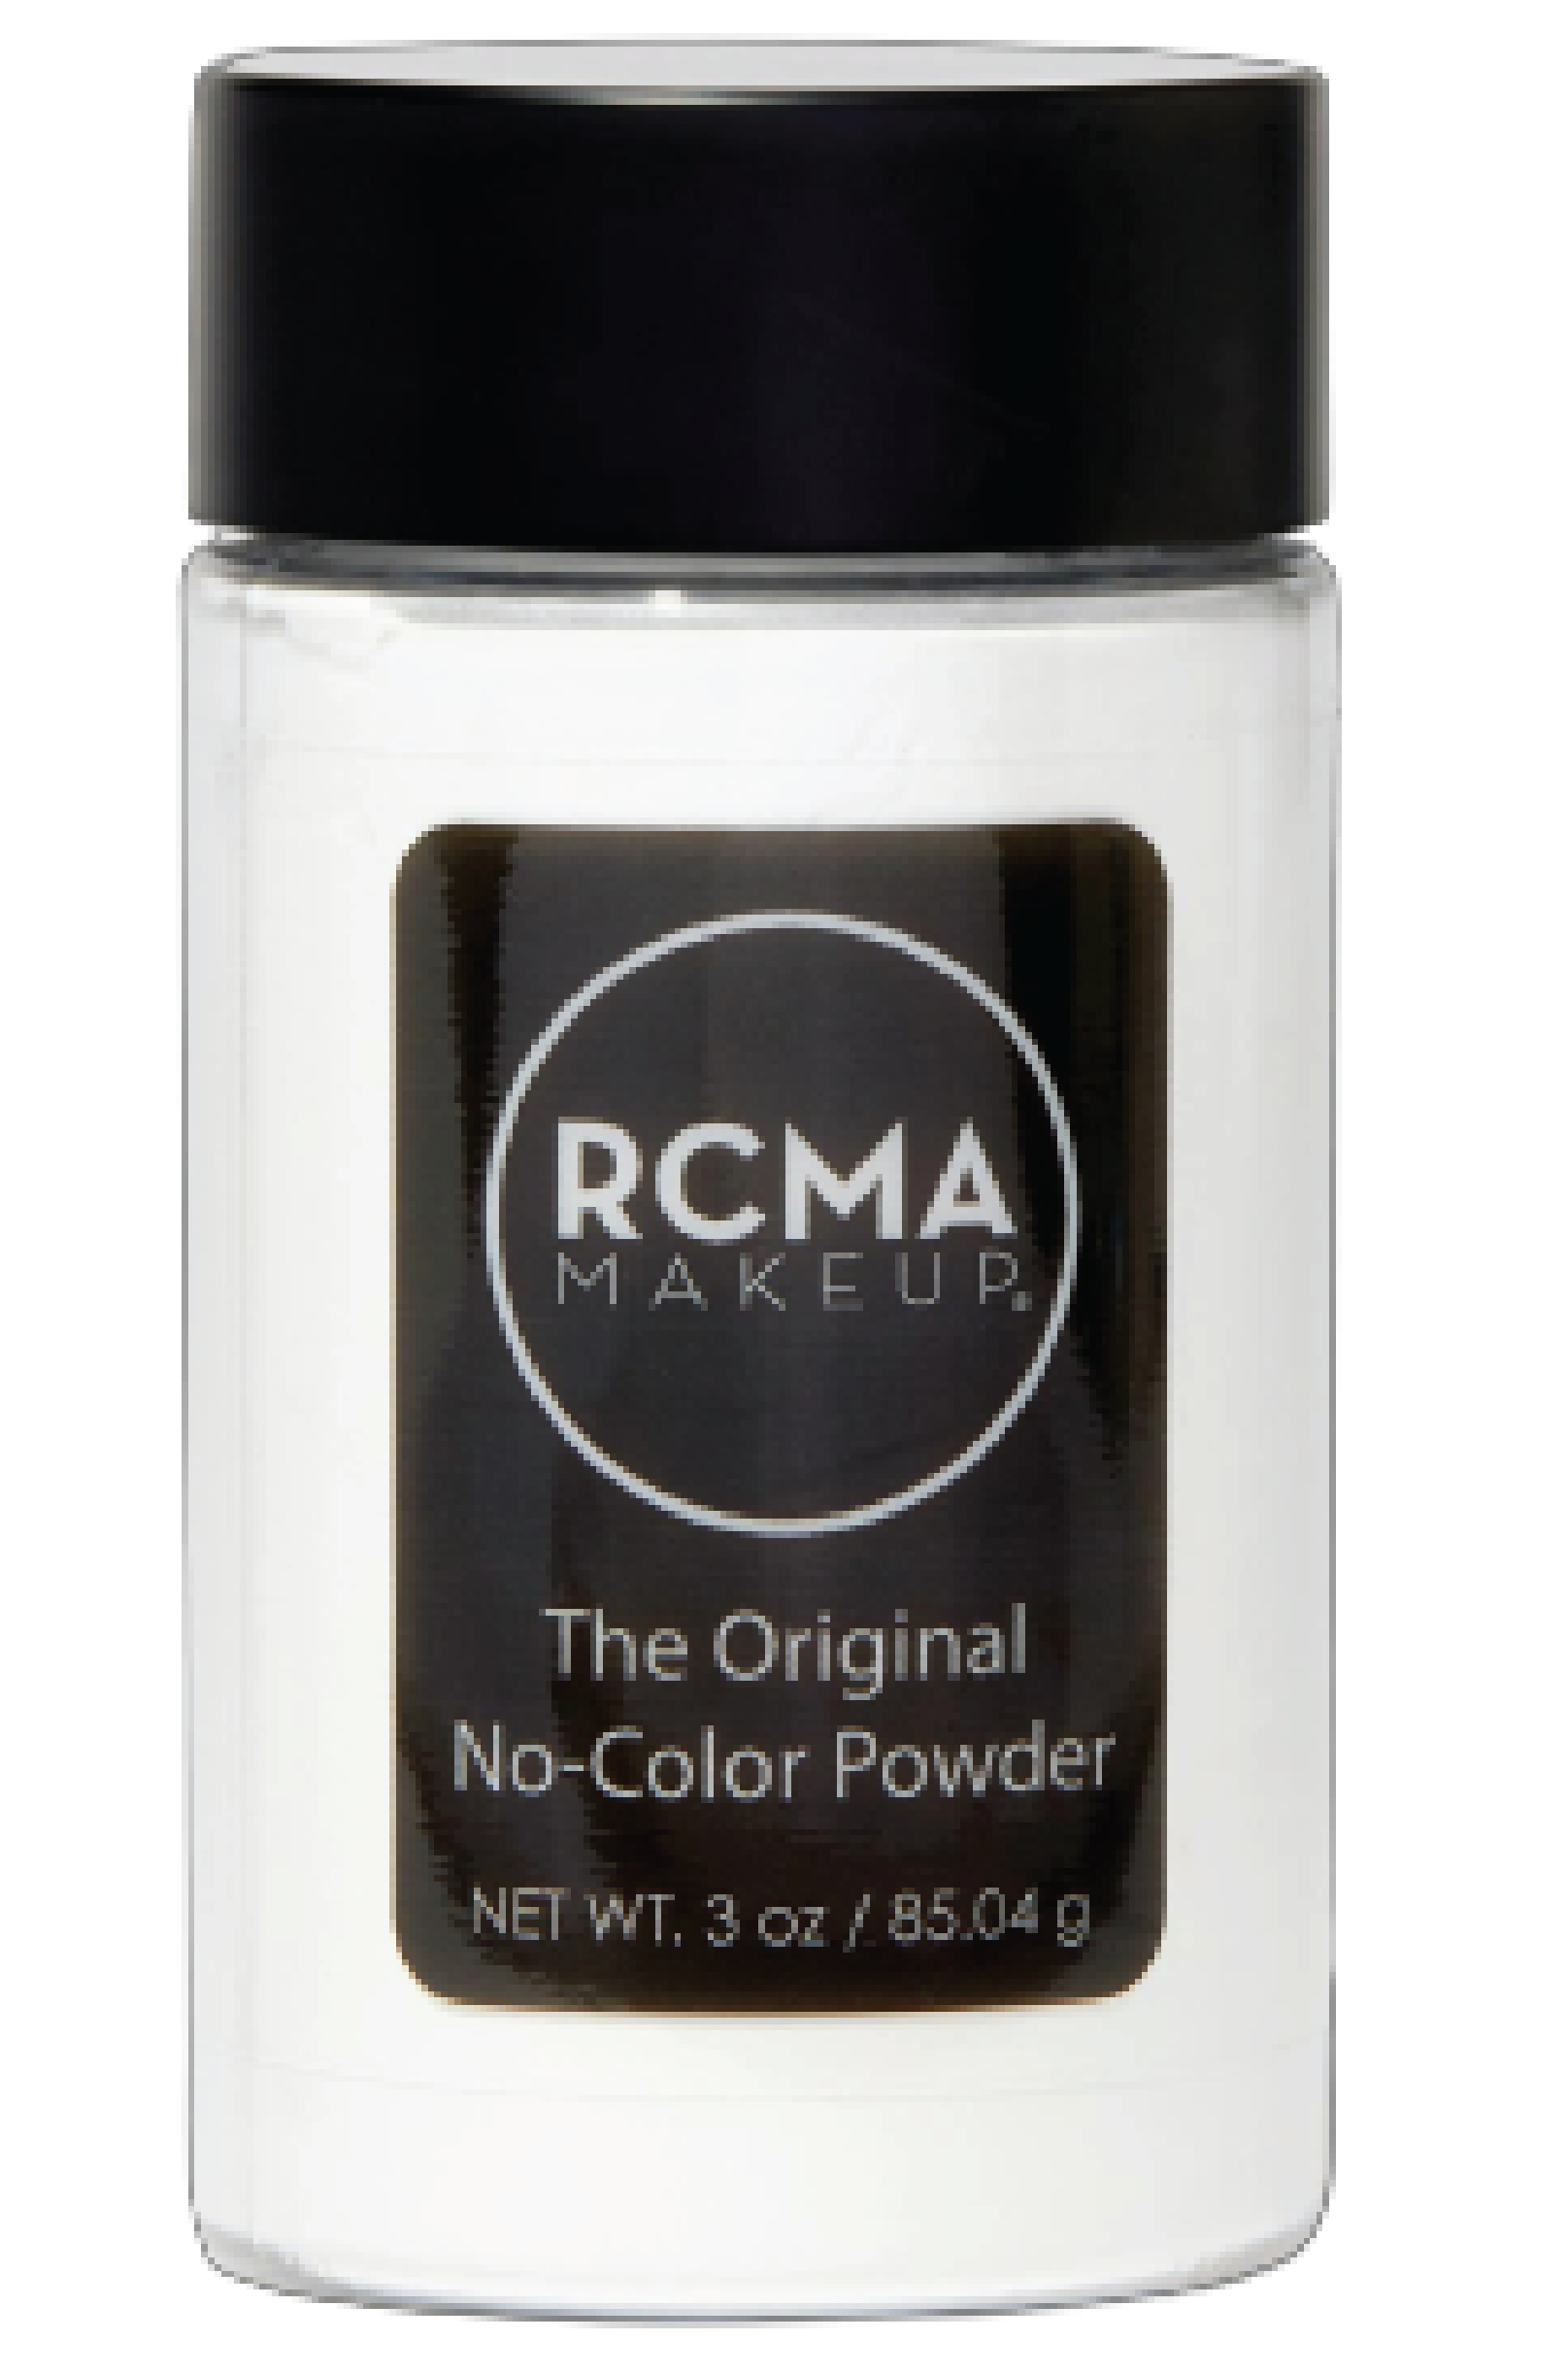 RCMA
MAKEUP®
The Original
No-Color Powder
NET WT. 3 oz / 85.04 g